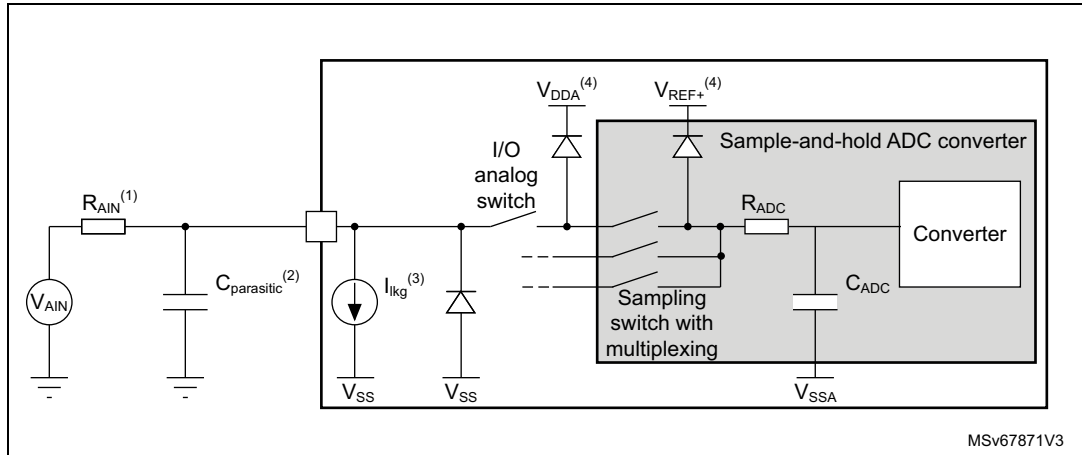 V_DDA^(4)
V_REF+^(4)
Sample-and-hold ADC converter
I/O
analog
switch
R_AIN^(1)
R_ADC
Converter
V_AIN
C_parasitic^(2)
I_lkg^(3)
C_ADC
Sampling
switch with
multiplexing
V_SS
V_SS
V_SSA
MSv67871V3